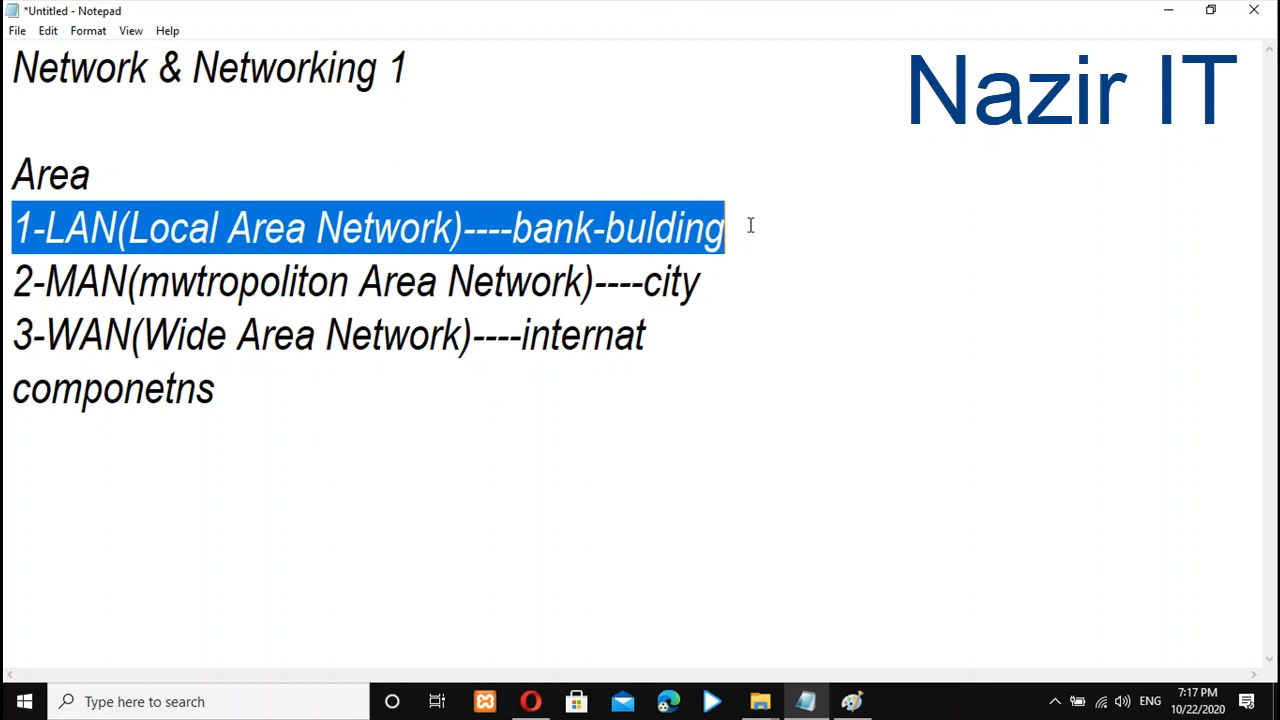 *Untitled - Notepad
File Edit Format View Help
Network & Networking 1
Nazir IT
Area
1-LAN(Local Area Network)----bank-bulding
2-MAN(mwtropoliton Area Network)----city
3-WAN(Wide Area Network)----internat
componetns
Type here to search
ENG
7:17 PM
10/22/2020